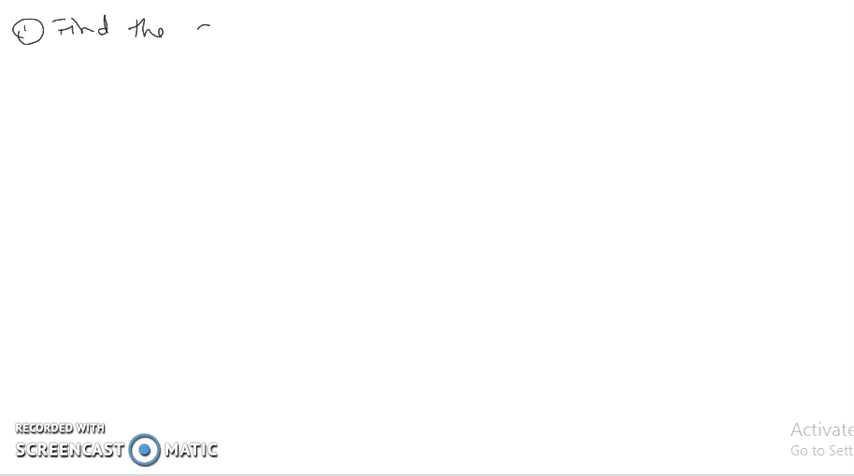 ① Find the
RECORDED WITH
SCREENCAST MATIC
Activate
Go to Sett